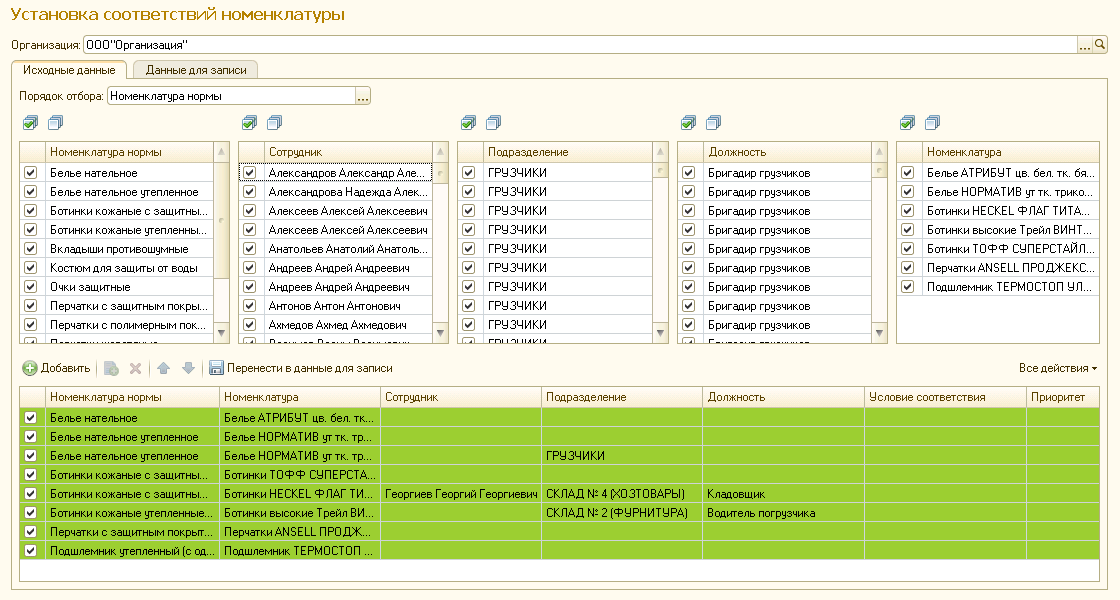 Установка соответствий номенклатуры
Организация: ООО"Организация" ...
Исходные данные Данные для записи
Порядок отбора: Номенклатура нормы ...
Номенклатура нормы Сотрудник Подразделение Должность Номенклатура
Белье нательное Александров Александр Але... ГРУЗЧИКИ Бригадир грузчиков Белье АТРИБУТ цв. бел. тк. бя...
Белье нательное утепленное Александрова Надежда Алек... ГРУЗЧИКИ Бригадир грузчиков Белье НОРМАТИВ ут тк. трико...
Ботинки кожаные с защитны... Алексеев Алексей Алексеевич ГРУЗЧИКИ Бригадир грузчиков Ботинки HECKEL ФЛАГ ТИТА...
Ботинки кожаные утепленны... Алексеев Алексей Алексеевич ГРУЗЧИКИ Бригадир грузчиков Ботинки высокие Трейл ВИНТ...
Вкладыши противошумные Анатольев Анатолий Анатоль... ГРУЗЧИКИ Бригадир грузчиков Ботинки ТОФФ СУПЕРСТАЙЛ...
Костюм для защиты от воды Андреев Андрей Андреевич ГРУЗЧИКИ Бригадир грузчиков Перчатки ANSELL ПРОДЖЕКС...
Очки защитные Андреев Андрей Андреевич ГРУЗЧИКИ Бригадир грузчиков Подшлемник ТЕРМОСТОП УЛ...
Перчатки с защитным покры... Антонов Антон Антонович ГРУЗЧИКИ Бригадир грузчиков
Перчатки с полимерным пок... Ахмедов Ахмед Ахмедович ГРУЗЧИКИ Бригадир грузчиков
ГРУЗЧИКИ Бригадир грузчиков
Добавить Перенести в данные для записи Все действия
Номенклатура нормы Номенклатура Сотрудник Подразделение Должность Условие соответствия Приоритет
Белье нательное Белье АТРИБУТ цв. бел. тк....
Белье нательное утепленное Белье НОРМАТИВ ут тк. тр...
Белье нательное утепленное Белье НОРМАТИВ ут тк. тр... ГРУЗЧИКИ
Ботинки кожаные с защитны... Ботинки ТОФФ СУПЕРСТА...
Ботинки кожаные с защитны... Ботинки HECKEL ФЛАГ ТИ... Георгиев Георгий Георгиевич СКЛАД № 4 (ХОЗТОВАРЫ) Кладовщик
Ботинки кожаные утепленные... Ботинки высокие Трейл ВИ... СКЛАД № 2 (ФУРНИТУРА) Водитель погрузчика
Перчатки с защитным покрыт... Перчатки ANSELL ПРОДЖ...
Подшлемник утепленный (с од... Подшлемник ТЕРМОСТОП ...